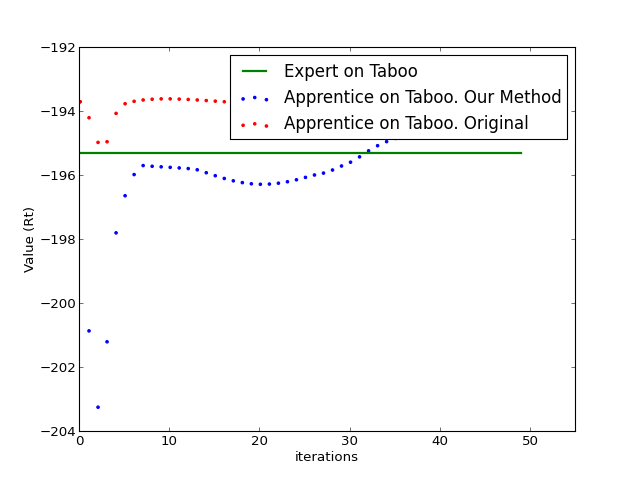 −192
−194
−196
−198
−200
−202
−204
Value (Rt)
0
10
20
30
40
50
iterations
Expert on Taboo
Apprentice on Taboo. Our Method
Apprentice on Taboo. Original